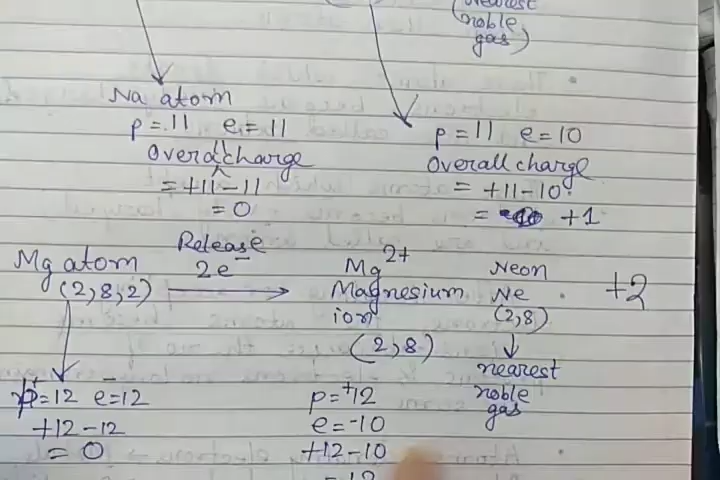 (nearest
noble
gas)
Na atom
p = 11 e = 11
Overall charge
= +11 - 11
= 0
p = 11 e = 10
Overall charge
= +11 - 10
= +1
Mg atom
(2,8,2)
Release
2e⁻
Mg²⁺
Magnesium
ion
(2,8)
Neon
Ne
(2,8)
nearest
noble
gas
+2
p⁺ = 12 e⁻ = 12
+12 - 12
= 0
p = +12
e = -10
+12 - 10